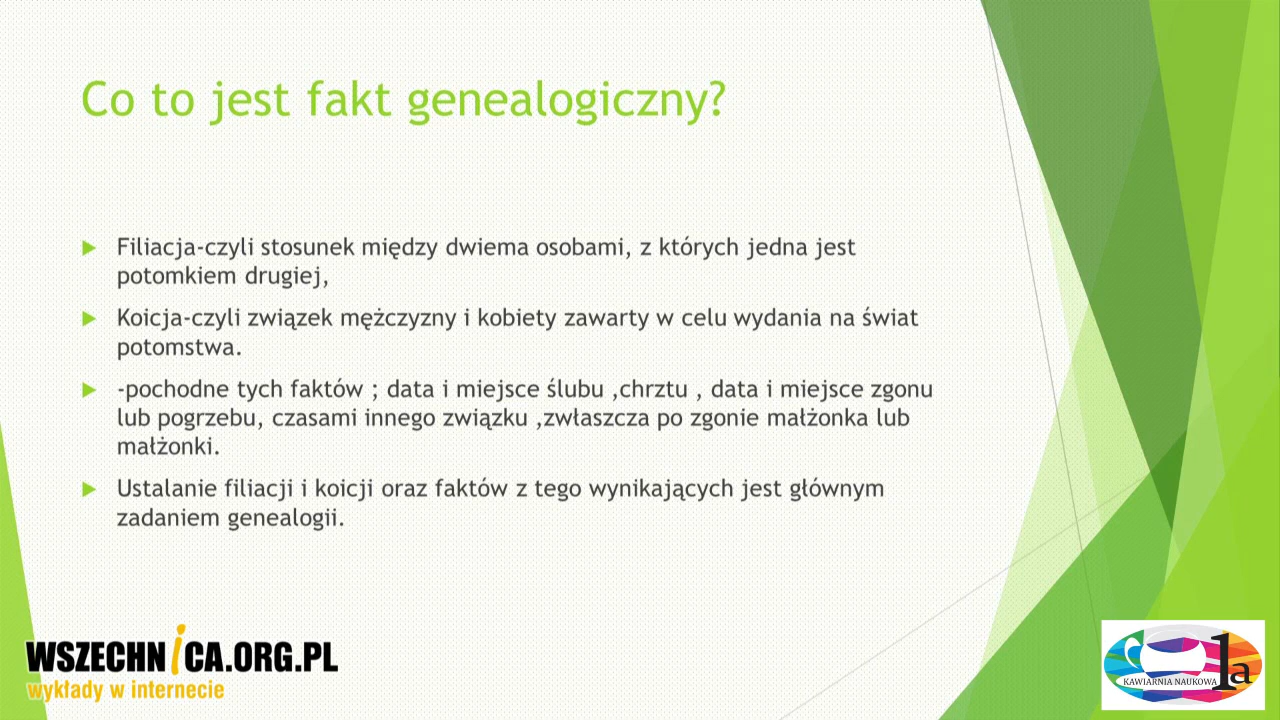 Co to jest fakt genealogiczny?
Filiacja-czyli stosunek między dwiema osobami, z których jedna jest
potomkiem drugiej,
Koicja-czyli związek mężczyzny i kobiety zawarty w celu wydania na świat
potomstwa.
-pochodne tych faktów ; data i miejsce ślubu ,chrztu , data i miejsce zgonu
lub pogrzebu, czasami innego związku ,zwłaszcza po zgonie małżonka lub
małżonki.
Ustalanie filiacji i koicji oraz faktów z tego wynikających jest głównym
zadaniem genealogii.
WSZECHNiCA.ORG.PL
wykłady w internecie
KAWIARNIA NAUKOWA
1a